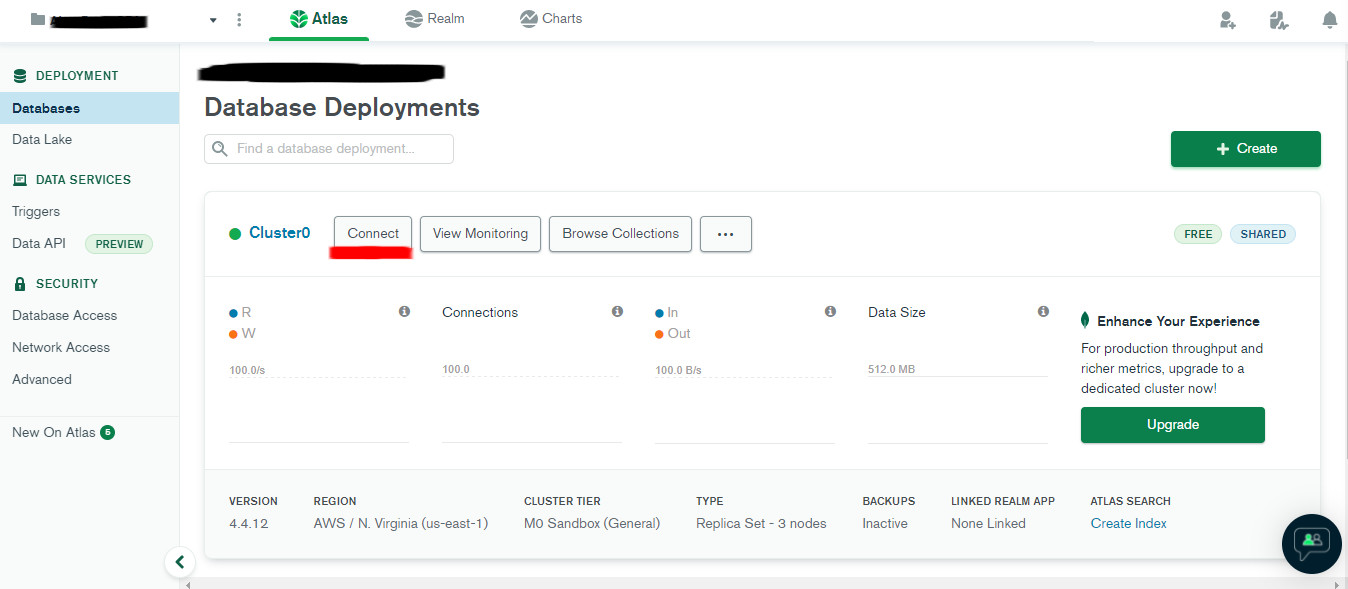 Atlas
Realm
Charts
DEPLOYMENT
Databases
Data Lake
DATA SERVICES
Triggers
Data API PREVIEW
SECURITY
Database Access
Network Access
Advanced
New On Atlas 6
Database Deployments
Find a database deployment...
+ Create
Cluster0
Connect
View Monitoring
Browse Collections
...
FREE
SHARED
R
W
100.0/s
Connections
100.0
In
Out
100.0 B/s
Data Size
512.0 MB
Enhance Your Experience
For production throughput and
richer metrics, upgrade to a
dedicated cluster now!
Upgrade
VERSION
4.4.12
REGION
AWS / N. Virginia (us-east-1)
CLUSTER TIER
M0 Sandbox (General)
TYPE
Replica Set - 3 nodes
BACKUPS
Inactive
LINKED REALM APP
None Linked
ATLAS SEARCH
Create Index